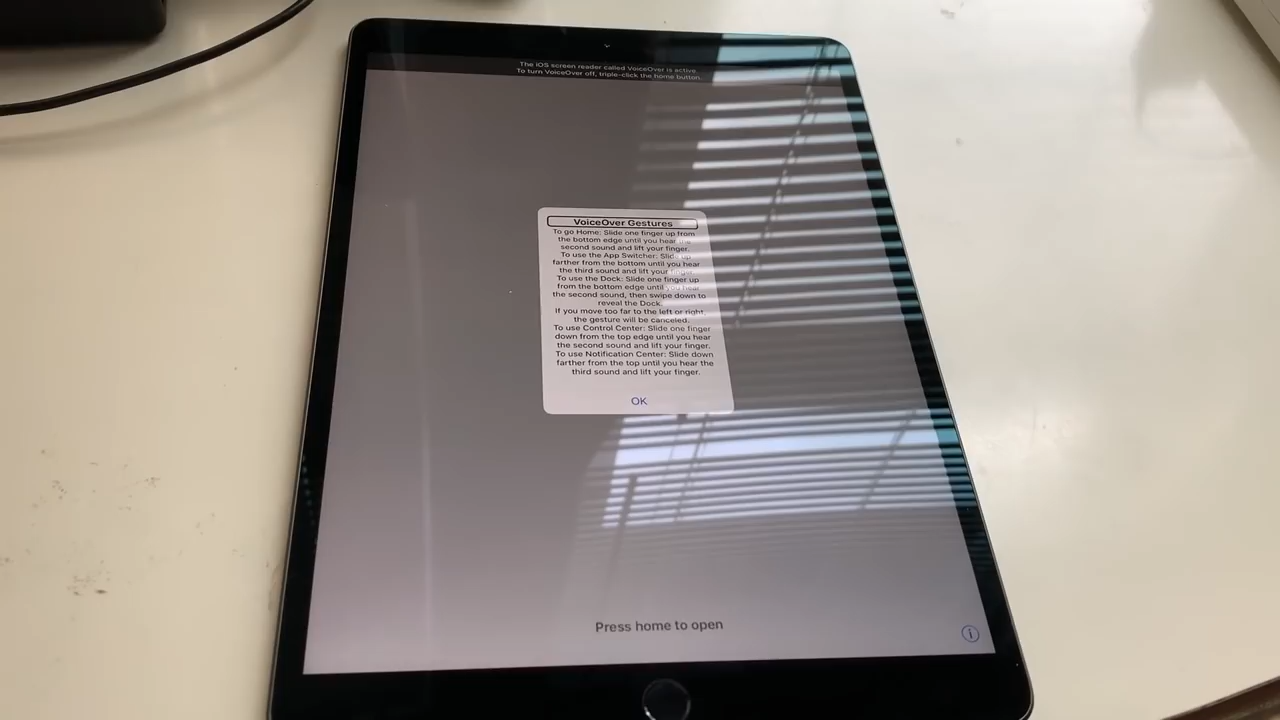 The iOS screen reader called VoiceOver is active.
To turn VoiceOver off, triple-click the home button.
VoiceOver Gestures
To go Home: Slide one finger up from
the bottom edge until you hear the
second sound and lift your finger.
To use the App Switcher: Slide up
farther from the bottom until you hear
the third sound and lift your finger.
To use the Dock: Slide one finger up
from the bottom edge until you hear
the second sound, then swipe down to
reveal the Dock.
If you move too far to the left or right,
the gesture will be canceled.
To use Control Center: Slide one finger
down from the top edge until you hear
the second sound and lift your finger.
To use Notification Center: Slide down
farther from the top until you hear the
third sound and lift your finger.
OK
Press home to open